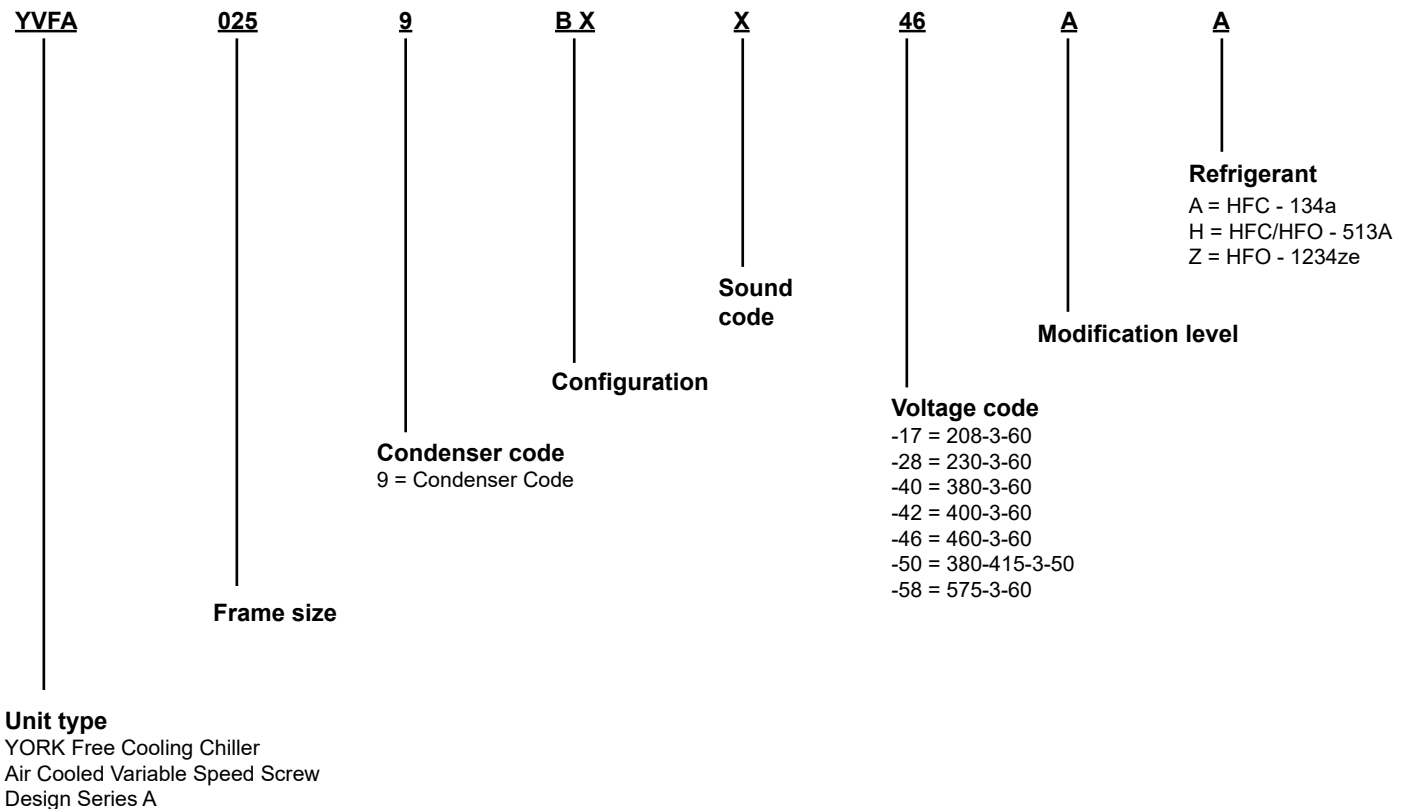 YVFA 025 9 B X X 46 A A
Refrigerant
A = HFC - 134a
H = HFC/HFO - 513A
Z = HFO - 1234ze
Sound
code
Modification level
Configuration
Voltage code
-17 = 208-3-60
-28 = 230-3-60
-40 = 380-3-60
-42 = 400-3-60
-46 = 460-3-60
-50 = 380-415-3-50
-58 = 575-3-60
Condenser code
9 = Condenser Code
Frame size
Unit type
YORK Free Cooling Chiller
Air Cooled Variable Speed Screw
Design Series A